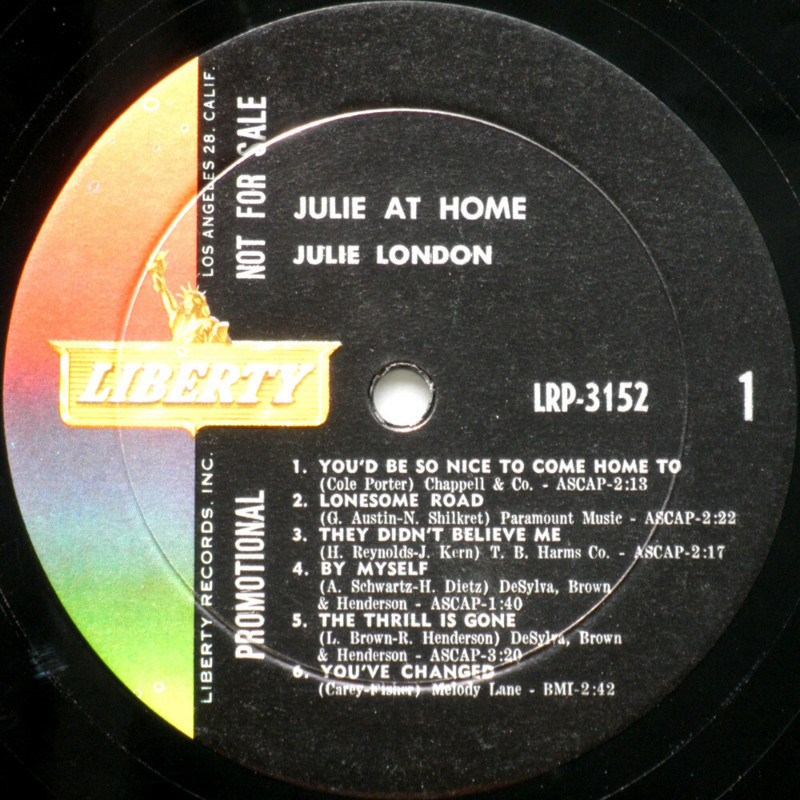 JULIE AT HOME
JULIE LONDON
LIBERTY
LRP-3152
1
1. YOU'D BE SO NICE TO COME HOME TO
(Cole Porter) Chappell & Co. - ASCAP-2:13
2. LONESOME ROAD
(G. Austin-N. Shilkret) Paramount Music - ASCAP-2:22
3. THEY DIDN'T BELIEVE ME
(H. Reynolds-J. Kern) T. B. Harms Co. - ASCAP-2:17
4. BY MYSELF
(A. Schwartz-H. Dietz) DeSylva, Brown
& Henderson - ASCAP-1:40
5. THE THRILL IS GONE
(L. Brown-R. Henderson) DeSylva, Brown
& Henderson - ASCAP-3:20
6. YOU'VE CHANGED
(Carey-Fisher) Melody Lane - BMI-2:42
PROMOTIONAL NOT FOR SALE
LIBERTY RECORDS, INC. LOS ANGELES 28, CALIF.